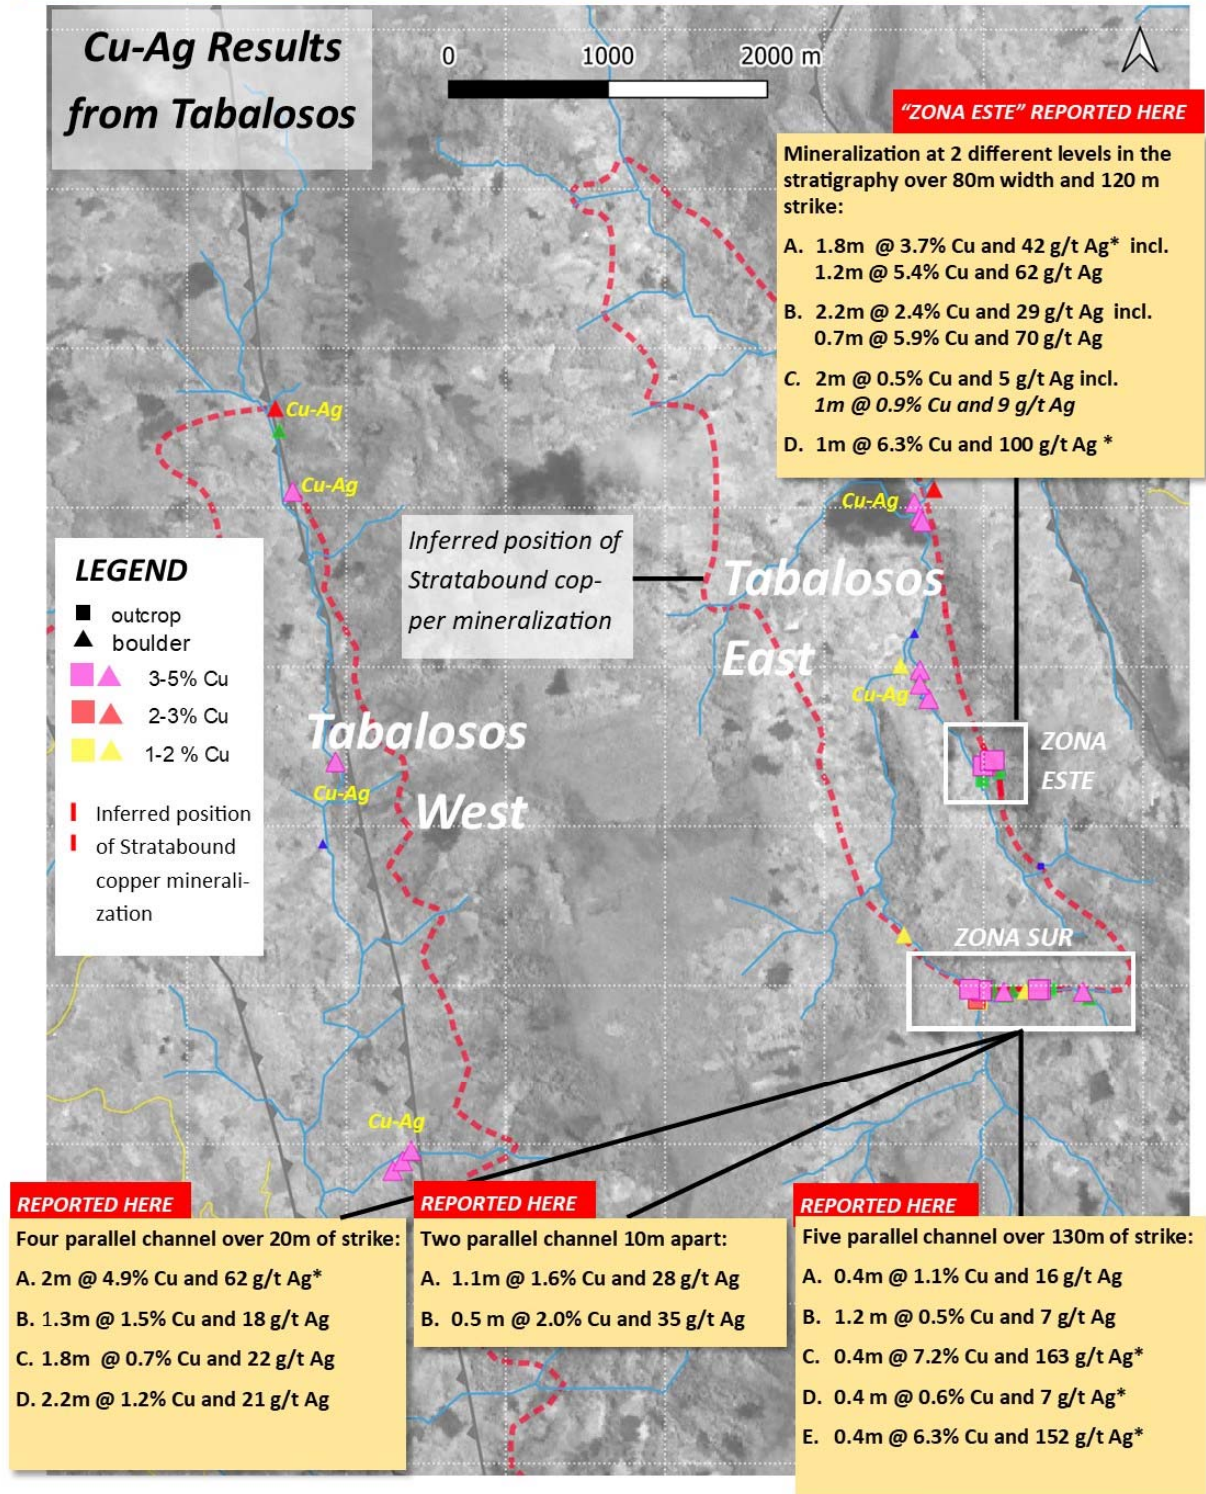 Cu-Ag Results
from Tabalosos
0 1000 2000 m
"ZONA ESTE" REPORTED HERE
Mineralization at 2 different levels in the
stratigraphy over 80m width and 120 m
strike:
A. 1.8m @ 3.7% Cu and 42 g/t Ag* incl.
1.2m @ 5.4% Cu and 62 g/t Ag
B. 2.2m @ 2.4% Cu and 29 g/t Ag incl.
0.7m @ 5.9% Cu and 70 g/t Ag
C. 2m @ 0.5% Cu and 5 g/t Ag incl.
1m @ 0.9% Cu and 9 g/t Ag
D. 1m @ 6.3% Cu and 100 g/t Ag *
Cu-Ag
Cu-Ag
Cu-Ag
Inferred position of
Stratabound cop-
per mineralization
Tabalosos
East
LEGEND
outcrop
boulder
3-5% Cu
2-3% Cu
1-2 % Cu
Inferred position
of Stratabound
copper minerali-
zation
Cu-Ag
Tabalosos
West
Cu-Ag
ZONA
ESTE
ZONA SUR
Cu-Ag
REPORTED HERE
Four parallel channel over 20m of strike:
A. 2m @ 4.9% Cu and 62 g/t Ag*
B. 1.3m @ 1.5% Cu and 18 g/t Ag
C. 1.8m @ 0.7% Cu and 22 g/t Ag
D. 2.2m @ 1.2% Cu and 21 g/t Ag
REPORTED HERE
Two parallel channel 10m apart:
A. 1.1m @ 1.6% Cu and 28 g/t Ag
B. 0.5 m @ 2.0% Cu and 35 g/t Ag
REPORTED HERE
Five parallel channel over 130m of strike:
A. 0.4m @ 1.1% Cu and 16 g/t Ag
B. 1.2 m @ 0.5% Cu and 7 g/t Ag
C. 0.4m @ 7.2% Cu and 163 g/t Ag*
D. 0.4 m @ 0.6% Cu and 7 g/t Ag*
E. 0.4m @ 6.3% Cu and 152 g/t Ag*